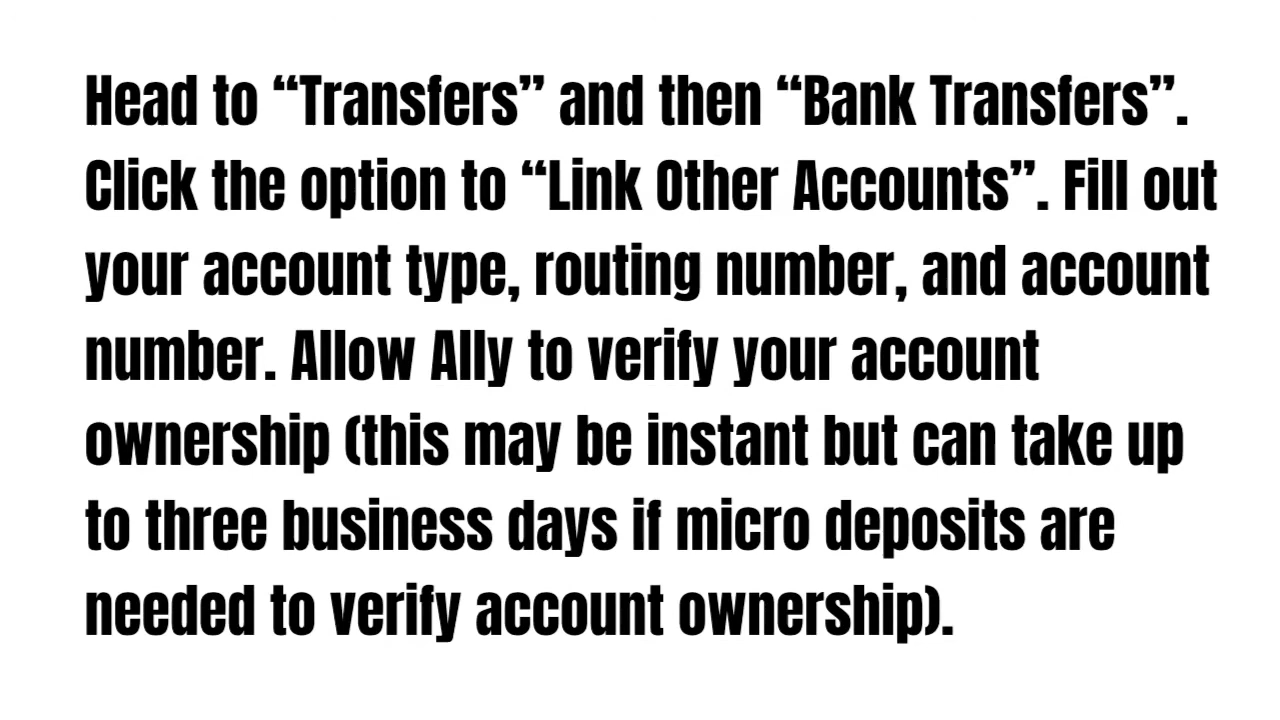 Head to “Transfers” and then “Bank Transfers”.
Click the option to “Link Other Accounts”. Fill out
your account type, routing number, and account
number. Allow Ally to verify your account
ownership (this may be instant but can take up
to three business days if micro deposits are
needed to verify account ownership).